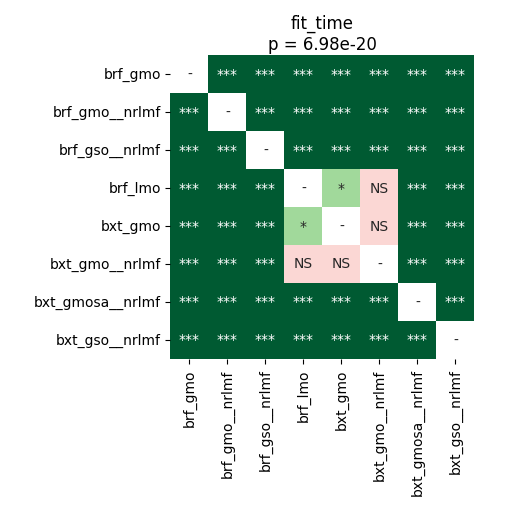 fit_time
p = 6.98e-20
brf_gmo - *** *** *** *** *** *** ***
brf_gmo__nrlmf *** - *** *** *** *** *** ***
brf_gso__nrlmf *** *** - *** *** *** *** ***
brf_lmo *** *** *** - * NS *** ***
bxt_gmo *** *** *** * - NS *** ***
bxt_gmo__nrlmf *** *** *** NS NS - *** ***
bxt_gmosa__nrlmf *** *** *** *** *** *** - ***
bxt_gso__nrlmf *** *** *** *** *** *** *** -
brf_gmo
brf_gmo__nrlmf
brf_gso__nrlmf
brf_lmo
bxt_gmo
bxt_gmo__nrlmf
bxt_gmosa__nrlmf
bxt_gso__nrlmf